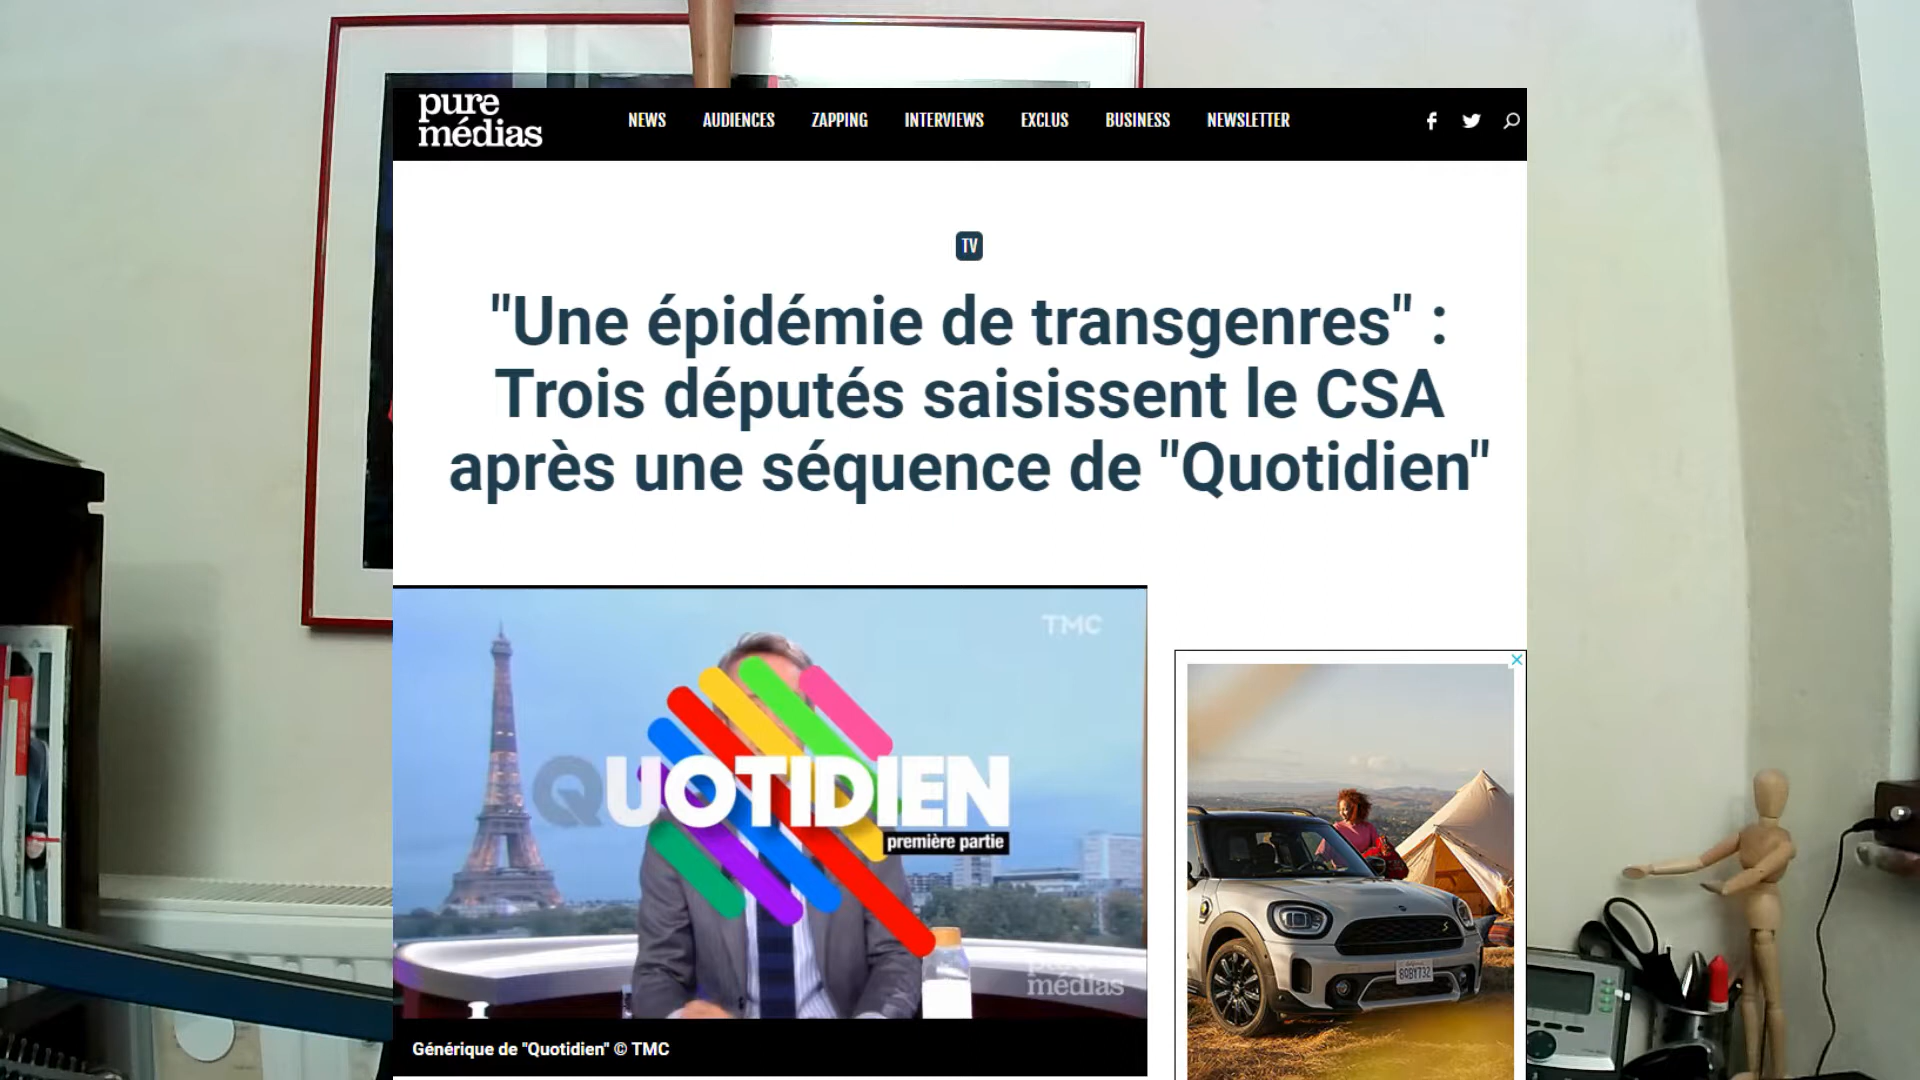 pure
médias
NEWS AUDIENCES ZAPPING INTERVIEWS EXCLUS BUSINESS NEWSLETTER
TV
"Une épidémie de transgenres" :
Trois députés saisissent le CSA
après une séquence de "Quotidien"
TMC
QUOTIDIEN
première partie
pure
médias
80BY732
Générique de "Quotidien" © TMC